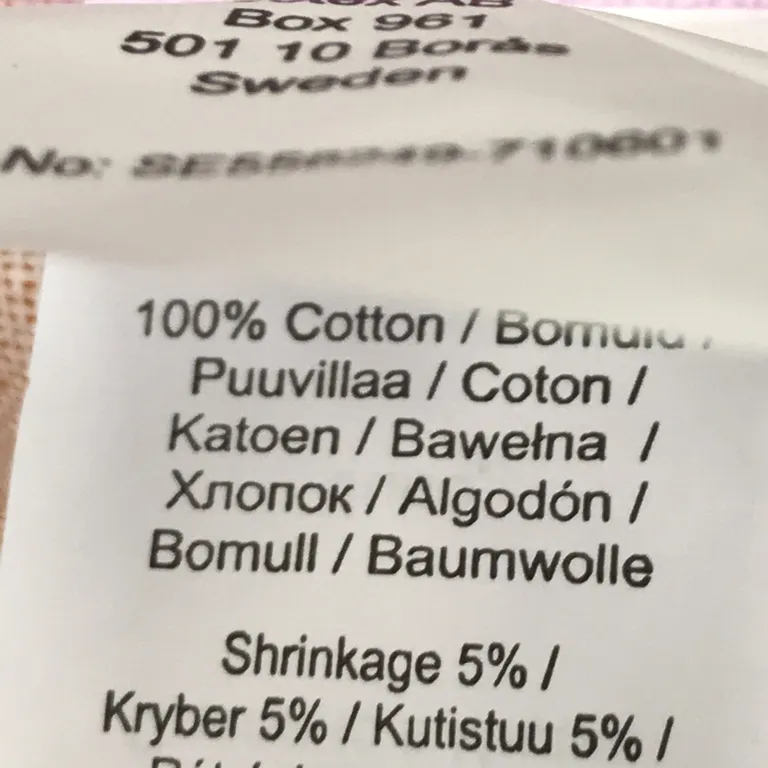 Box 961
501 10 Borås
Sweden
No:
100% Cotton / Bomuld /
Puuvillaa / Coton /
Katoen / Bawełna /
Хлопок / Algodón /
Bomull / Baumwolle
Shrinkage 5% /
Kryber 5% / Kutistuu 5% /